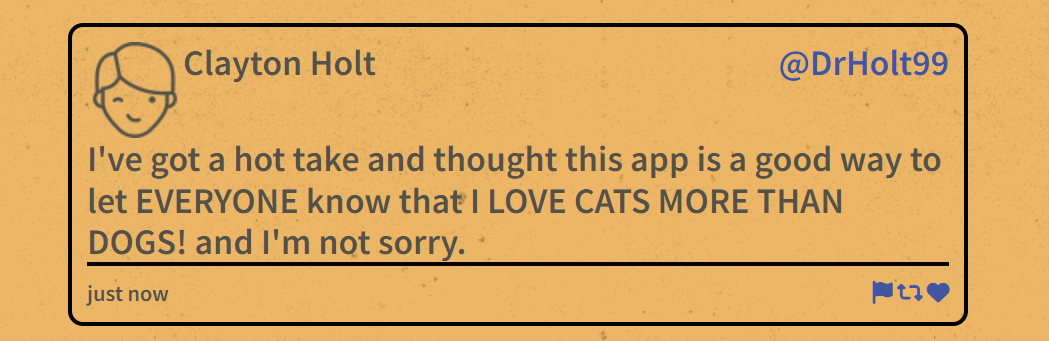 Clayton Holt
@DrHolt99
I've got a hot take and thought this app is a good way to
let EVERYONE know that I LOVE CATS MORE THAN
DOGS! and I'm not sorry.
just now